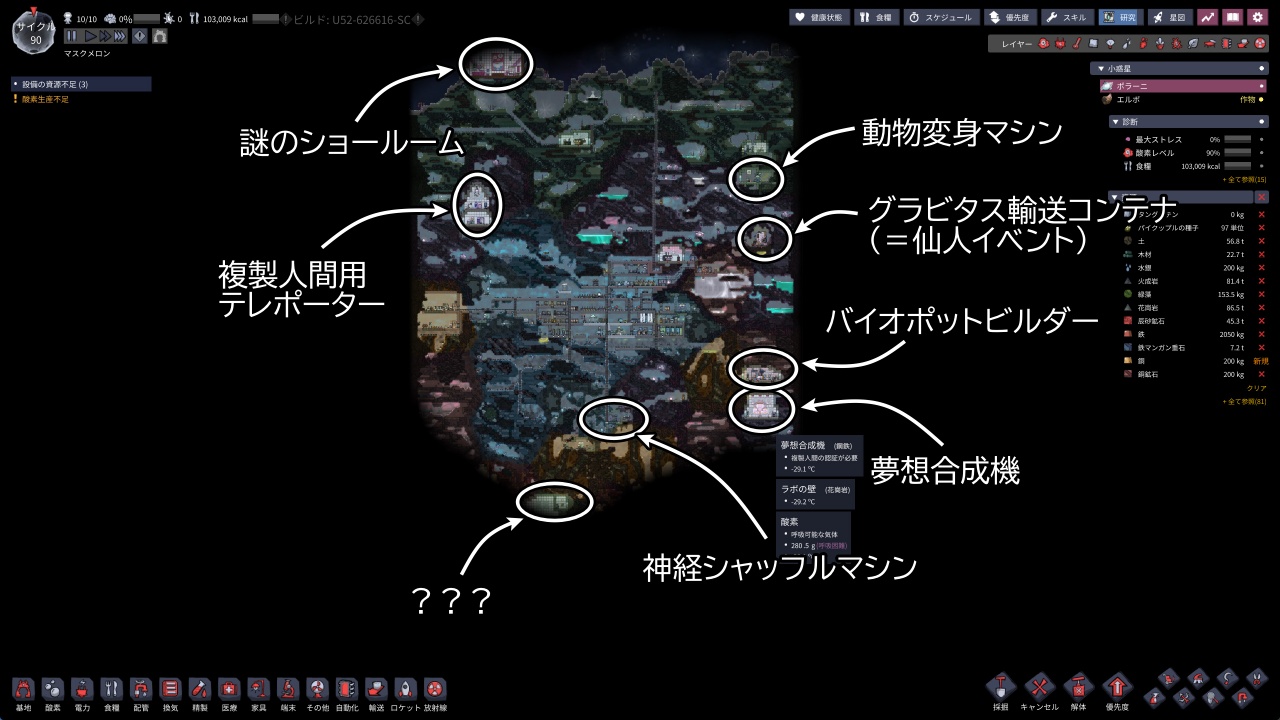 サイクル
90
10/10
0%
0
103,009 kcal
ビルド: U52-626616-SC
マスクメロン
設備の資源不足 (3)
酸素生産不足
健康状態
食糧
スケジュール
優先度
スキル
研究
星図
レイヤー
小惑星
ボラーニ
エルボ 作物
診断
最大ストレス 0%
酸素レベル 90%
食糧 103,009 kcal
+ 全て参照(15)
0 kg
パイクップルの種子 97 単位
土 56.8 t
木材 22.7 t
水銀 200 kg
火成岩 81.4 t
緑藻 153.5 kg
花崗岩 86.5 t
辰砂鉱石 45.3 t
鉄 2050 kg
鉄マンガン重石 7.2 t
銅 200 kg 新規
銅鉱石 200 kg
クリア
+ 全て参照(81)
謎のショールーム
動物変身マシン
グラビタス輸送コンテナ
（＝仙人イベント）
複製人間用
テレポーター
バイオボットビルダー
夢想合成機
神経シャッフルマシン
？？？
夢想合成機 (鋼鉄)
複製人間の認証が必要
-29.1 ℃
ラボの壁 (花崗岩)
-29.2 ℃
酸素
呼吸可能な気体
280.5 g (呼吸困難)
基地
酸素
電力
食糧
配管
換気
精製
医療
家具
端末
その他
自動化
輸送
ロケット
放射線
採掘
キャンセル
解体
優先度